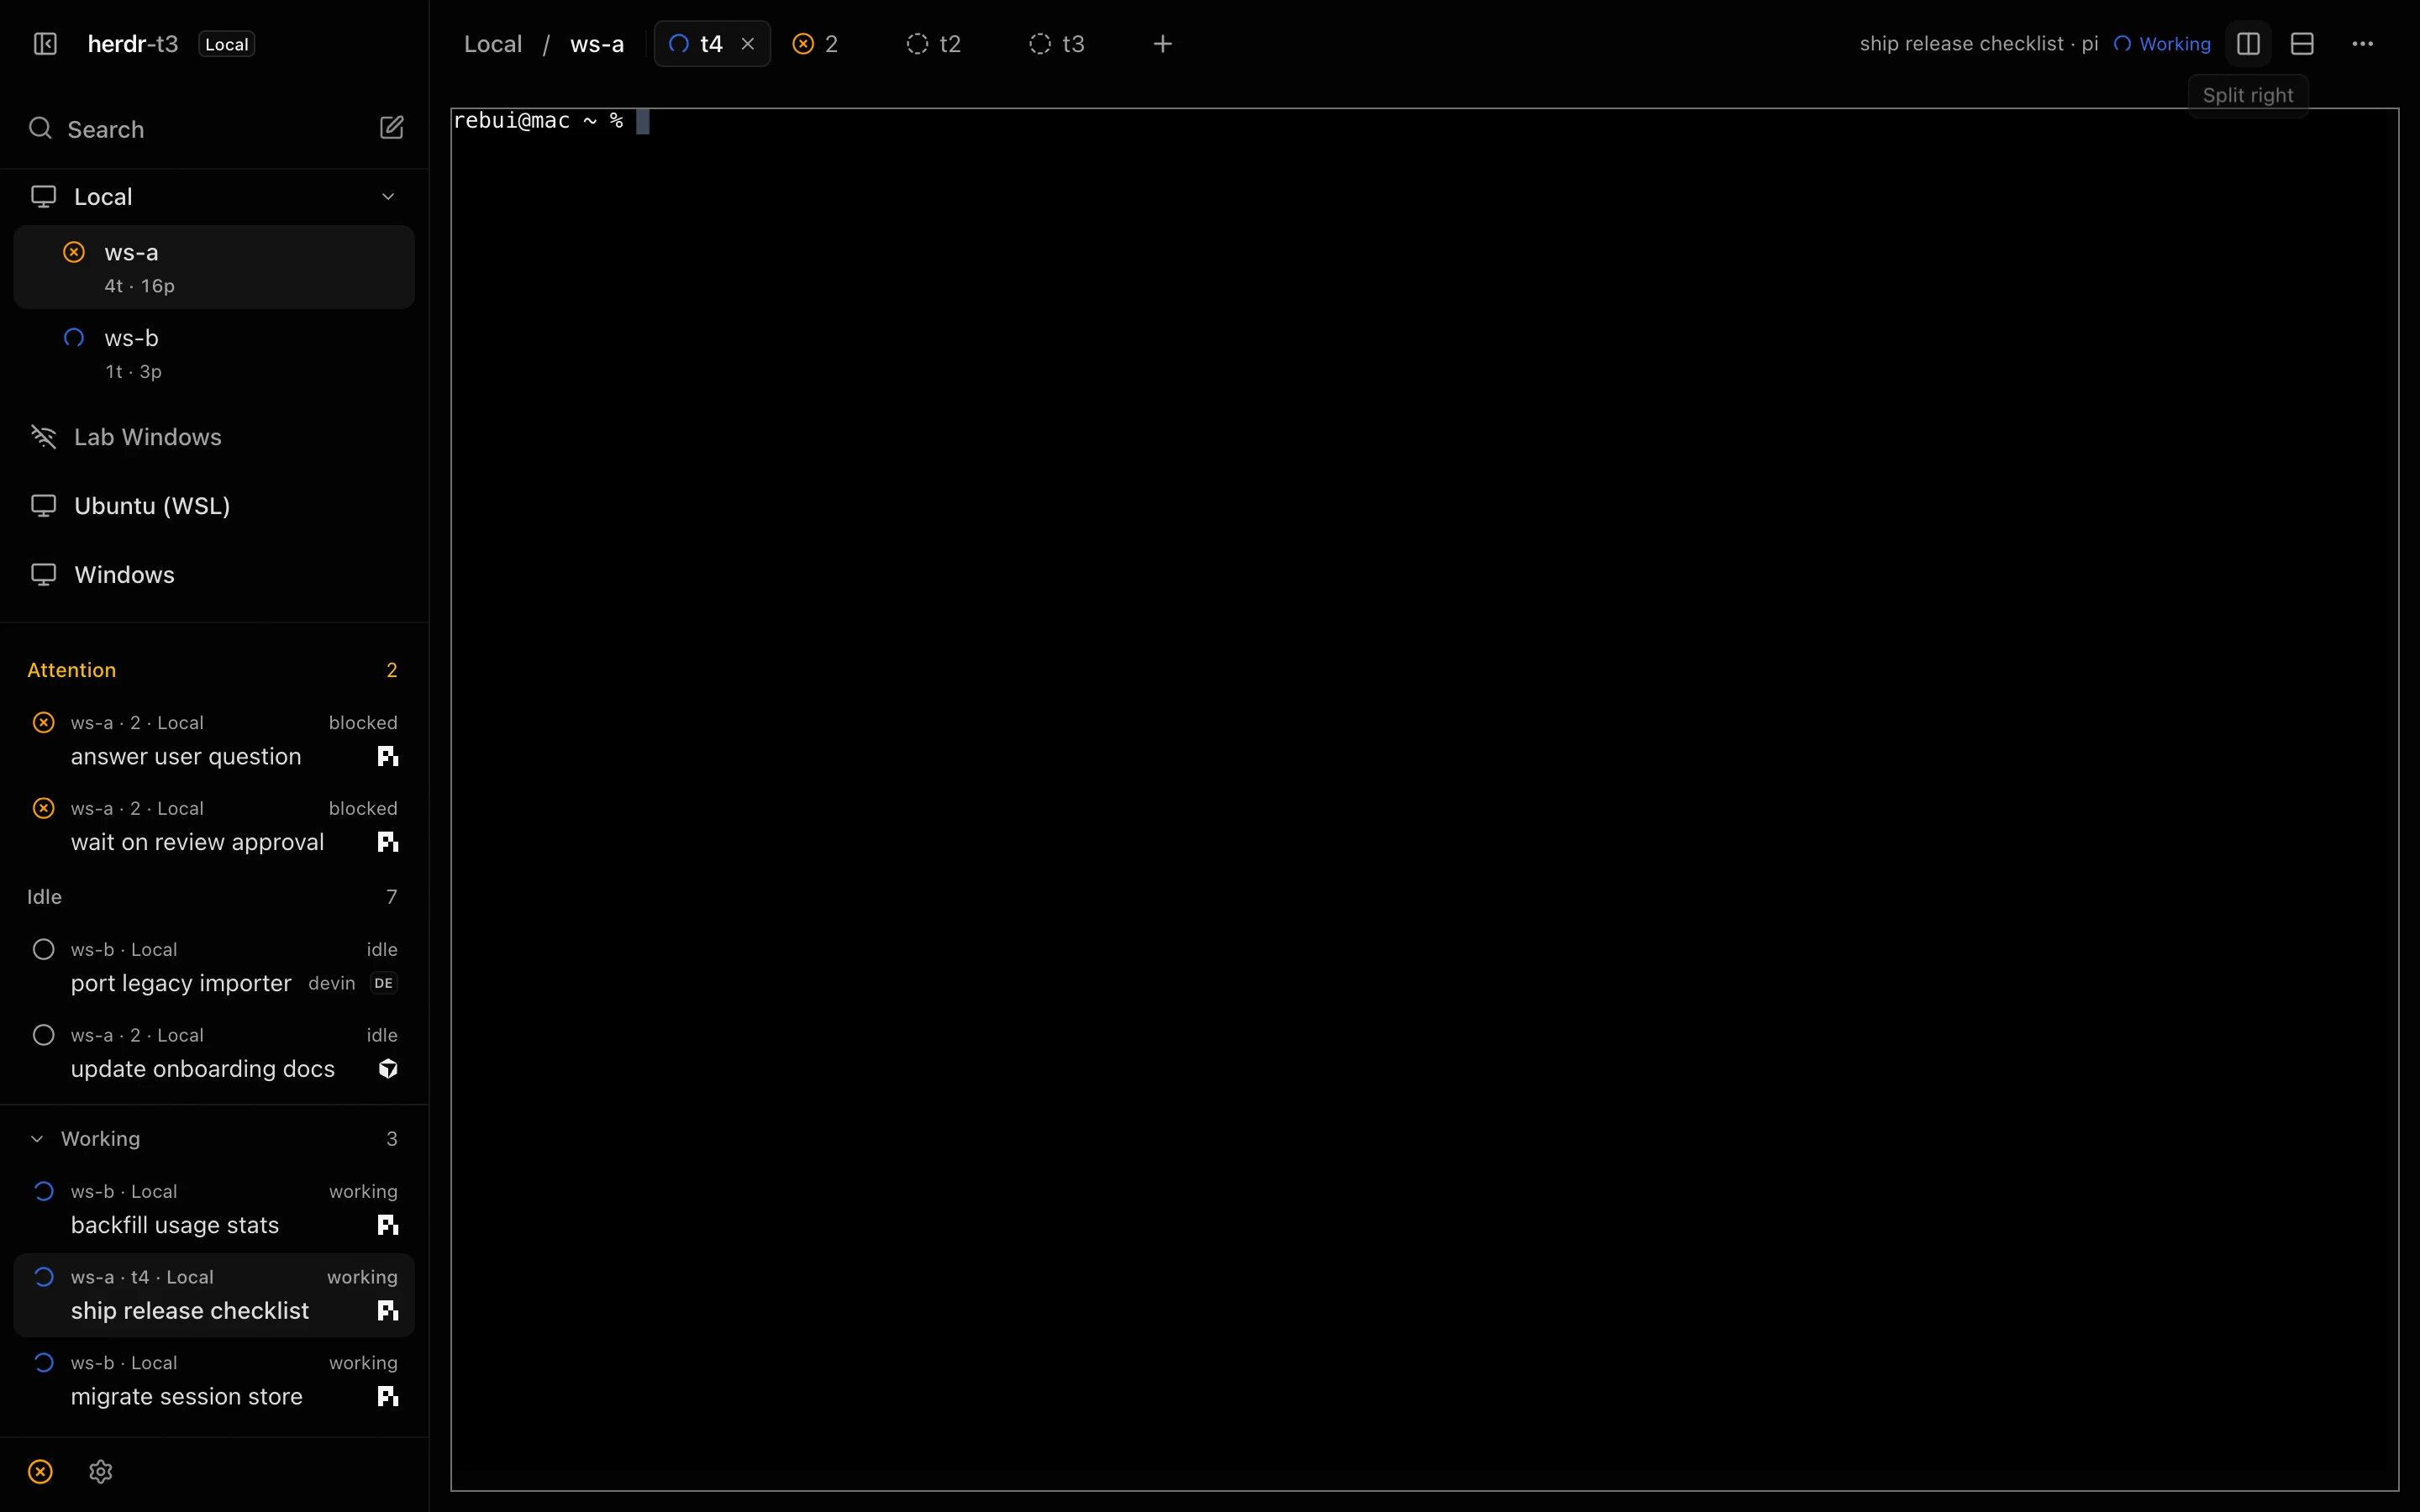 herdr-t3 Local
Search
Local
ws-a
4t · 16p
ws-b
1t · 3p
Lab Windows
Ubuntu (WSL)
Windows
Attention 2
ws-a · 2 · Local blocked
answer user question
ws-a · 2 · Local blocked
wait on review approval
Idle 7
ws-b · Local idle
port legacy importer devin DE
ws-a · 2 · Local idle
update onboarding docs
Working 3
ws-b · Local working
backfill usage stats
ws-a · t4 · Local working
ship release checklist
ws-b · Local working
migrate session store
Local / ws-a t4 2 t2 t3
ship release checklist · pi Working
Split right
rebui@mac ~ %